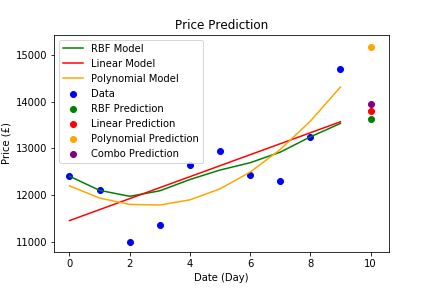 Price Prediction
RBF Model
Linear Model
Polynomial Model
Data
RBF Prediction
Linear Prediction
Polynomial Prediction
Combo Prediction
Price (£)
15000
14000
13000
12000
11000
0 2 4 6 8 10
Date (Day)